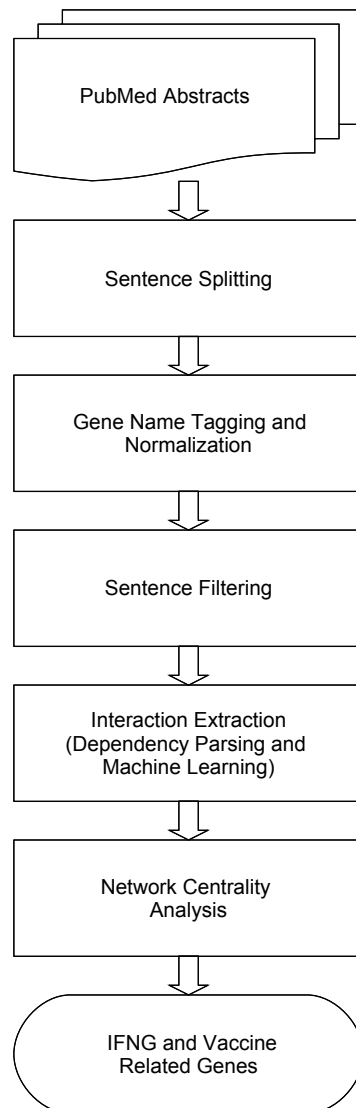 PubMed Abstracts
Sentence Splitting
Gene Name Tagging and
Normalization
Sentence Filtering
Interaction Extraction
(Dependency Parsing and
Machine Learning)
Network Centrality
Analysis
IFNG and Vaccine
Related Genes